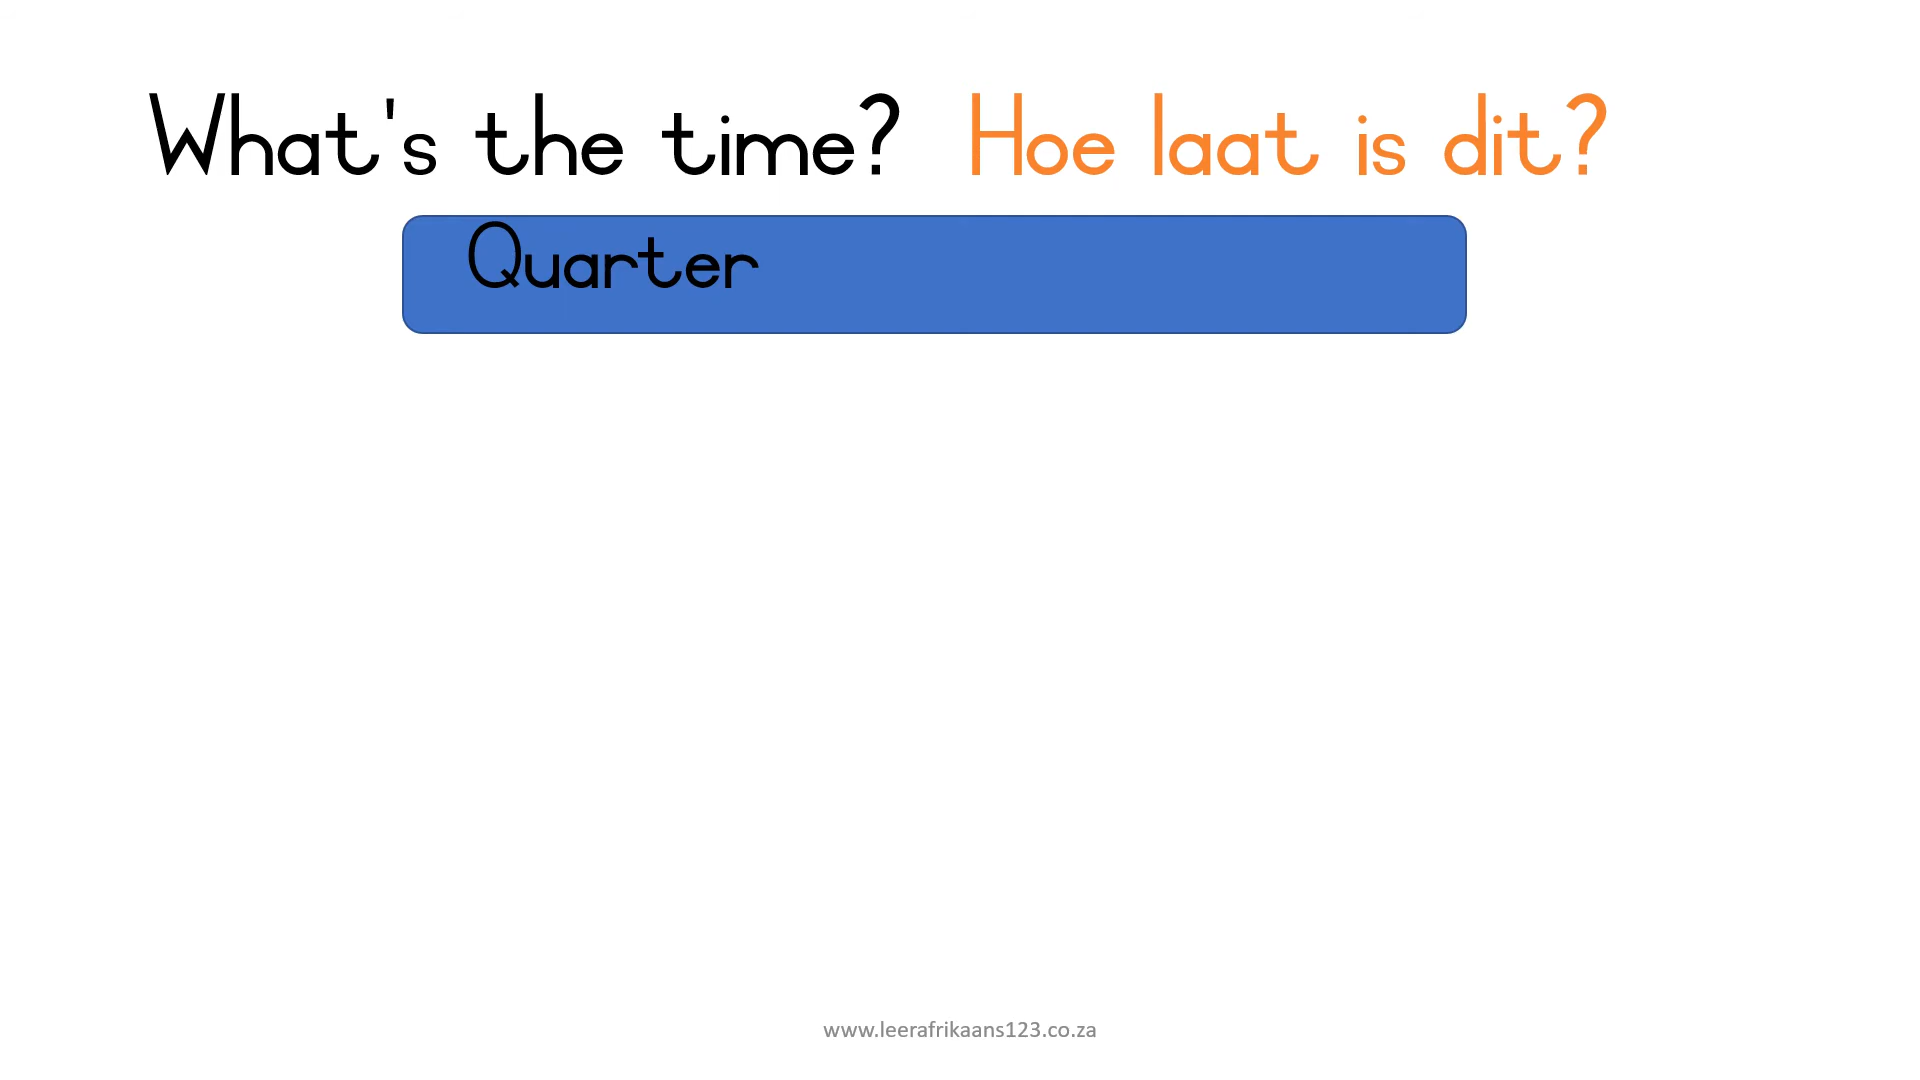 What's the time? Hoe laat is dit?
Quarter
www.leerafrikaans123.co.za